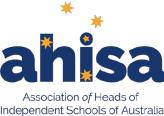 ahisa
Association of Heads of
Independent Schools of Australia